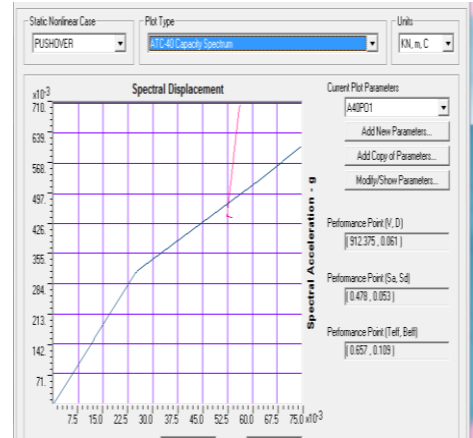 Static Nonlinear Case
Plot Type
Units
PUSHOVER
ATC-40 Capacity Spectrum
KN, m, C
x10-3
Spectral Displacement
Current Plot Parameters
710.
639.
568.
497.
426.
355.
284.
213.
142.
71.
7.5 15.0 22.5 30.0 37.5 45.0 52.5 60.0 67.5 75.0 x10-3
Spectral Acceleration - g
A40PO1
Add New Parameters...
Add Copy of Parameters...
Modify/Show Parameters...
Performance Point (V, D)
( 912.375 , 0.061 )
Performance Point (Sa, Sd)
( 0.478 , 0.053 )
Performance Point (Teff, Beff)
( 0.657 , 0.109 )